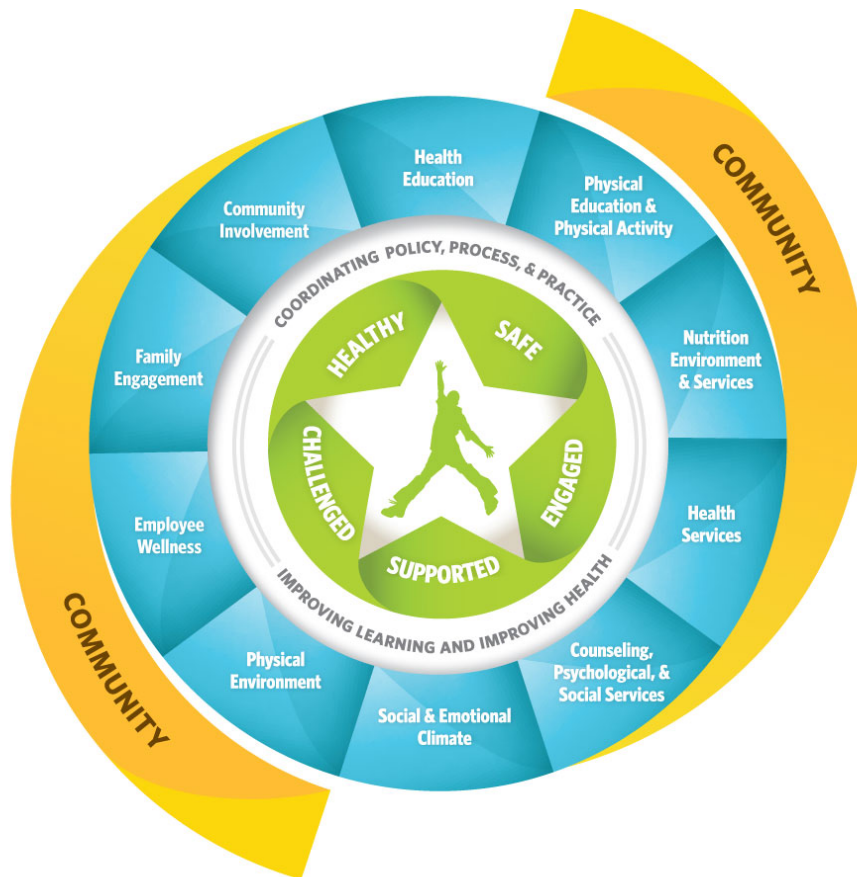 COMMUNITY
Health
Education
Physical
Education &
Physical Activity
Nutrition
Environment
& Services
Health
Services
Counseling,
Psychological, &
Social Services
Social & Emotional
Climate
Physical
Environment
Employee
Wellness
Family
Engagement
Community
Involvement
COORDINATING POLICY, PROCESS, & PRACTICE
IMPROVING LEARNING AND IMPROVING HEALTH
HEALTHY
SAFE
ENGAGED
SUPPORTED
CHALLENGED
COMMUNITY